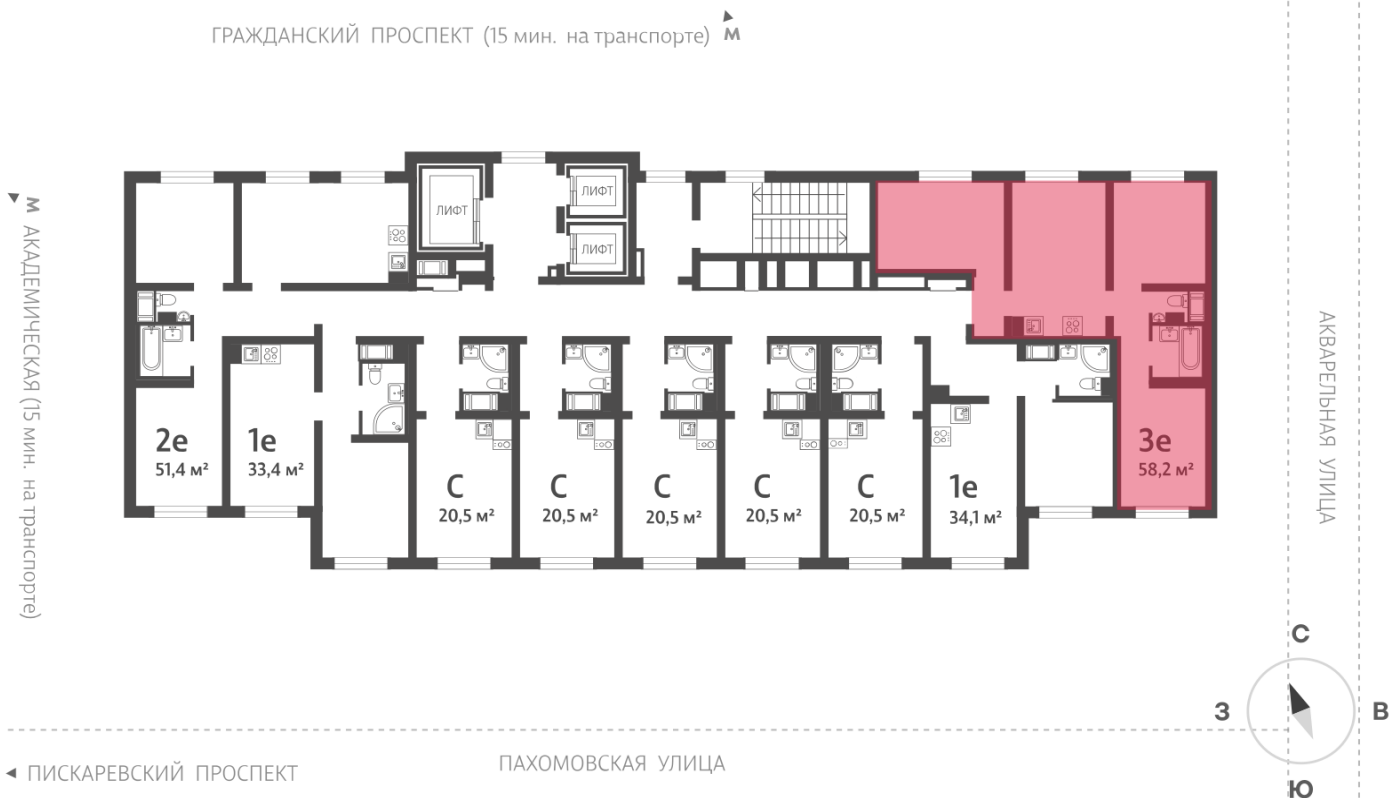 ГРАЖДАНСКИЙ ПРОСПЕКТ (15 мин. на транспорте) М
М АКАДЕМИЧЕСКАЯ (15 мин. на транспорте)
ЛИФТ
ЛИФТ
ЛИФТ
2е
51,4 м²
1е
33,4 м²
С
20,5 м²
С
20,5 м²
С
20,5 м²
С
20,5 м²
С
20,5 м²
1е
34,1 м²
3е
58,2 м²
АКВАРЕЛЬНАЯ УЛИЦА
С
З
В
Ю
ПАХОМОВСКАЯ УЛИЦА
ПИСКАРЕВСКИЙ ПРОСПЕКТ